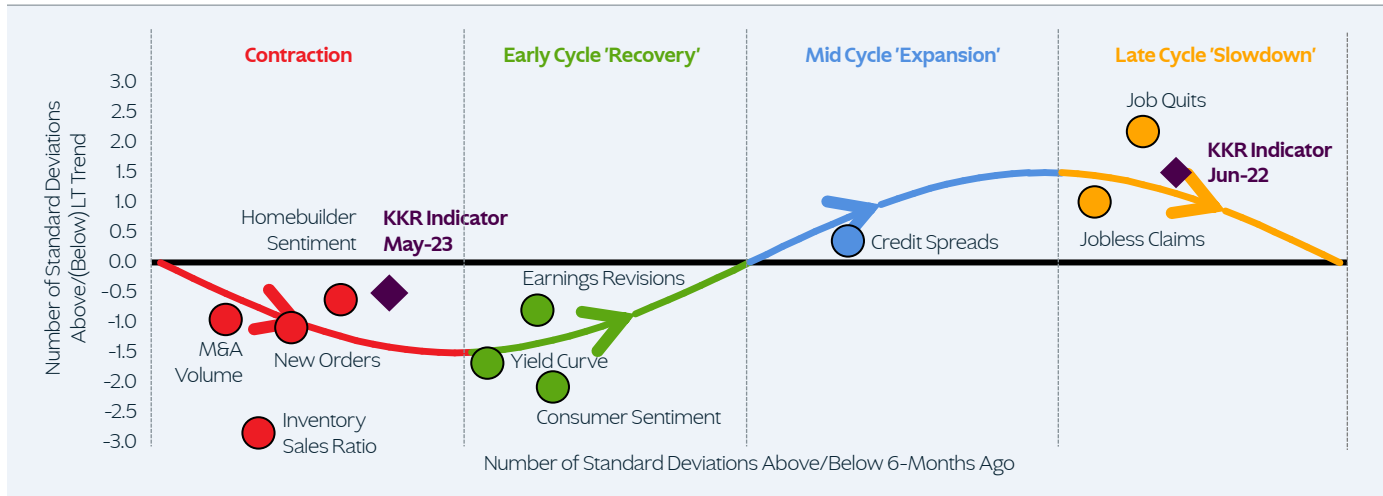 Contraction
Early Cycle 'Recovery'
Mid Cycle 'Expansion'
Late Cycle 'Slowdown'
Number of Standard Deviations
Above/(Below) LT Trend
3.0
2.5
2.0
1.5
1.0
0.5
0.0
-0.5
-1.0
-1.5
-2.0
-2.5
-3.0
Homebuilder
Sentiment
KKR Indicator
May-23
M&A
Volume
New Orders
Inventory
Sales Ratio
Earnings Revisions
Yield Curve
Consumer Sentiment
Credit Spreads
Job Quits
KKR Indicator
Jun-22
Jobless Claims
Number of Standard Deviations Above/Below 6-Months Ago